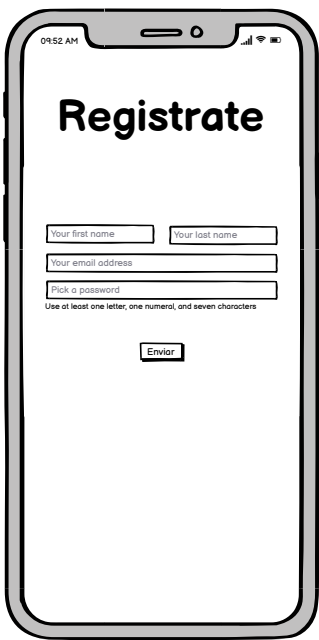 09:52 AM
Registrate
Your first name Your last name
Your email address
Pick a password
Use at least one letter, one numeral, and seven characters
Enviar